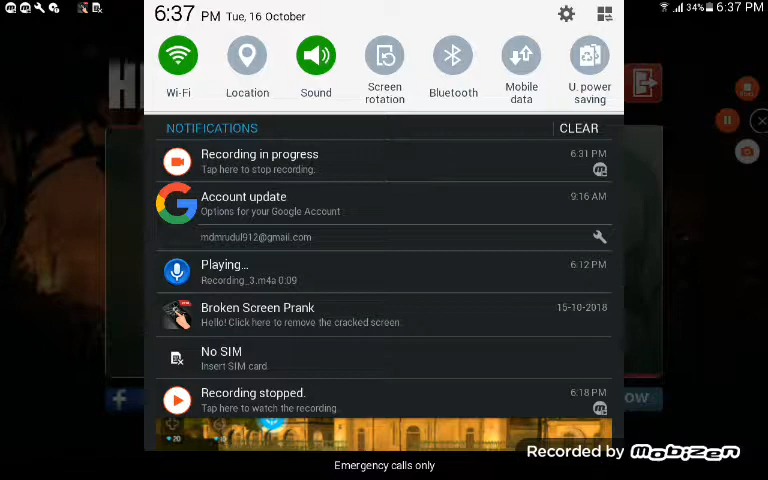 34% 6:37 PM
6:37 PM Tue, 16 October
Wi-Fi
Location
Sound
Screen rotation
Bluetooth
Mobile data
U. power saving
NOTIFICATIONS
CLEAR
Recording in progress
6:31 PM
Tap here to stop recording.
Account update
9:16 AM
Options for your Google Account
mdmrudul912@gmail.com
Playing...
6:12 PM
Recording_3.m4a 0:09
Broken Screen Prank
15-10-2018
Hello! Click here to remove the cracked screen.
No SIM
Insert SIM card.
Recording stopped.
6:18 PM
Tap here to watch the recording.
Recorded by Mobizen
Emergency calls only